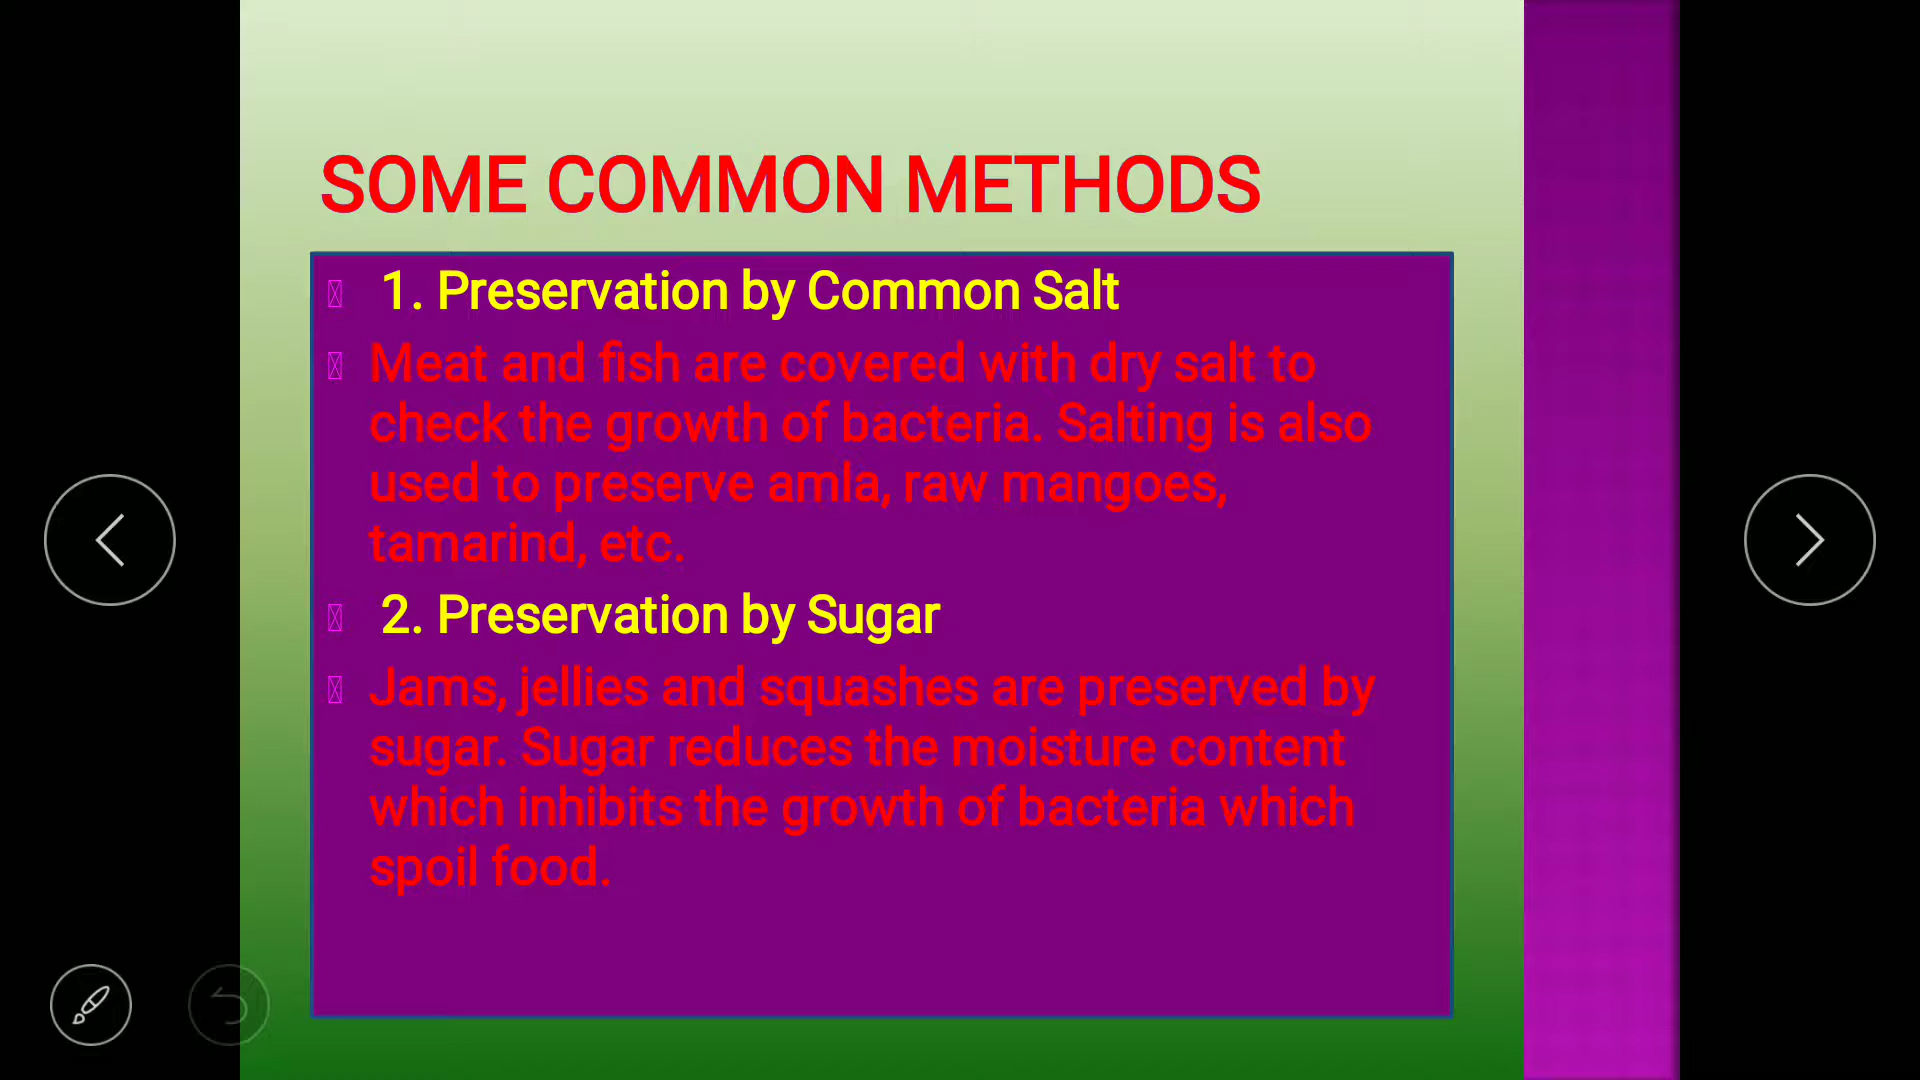 SOME COMMON METHODS
1. Preservation by Common Salt
Meat and fish are covered with dry salt to
check the growth of bacteria. Salting is also
used to preserve amla, raw mangoes,
tamarind, etc.
2. Preservation by Sugar
Jams, jellies and squashes are preserved by
sugar. Sugar reduces the moisture content
which inhibits the growth of bacteria which
spoil food.